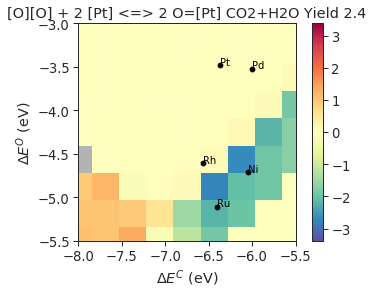 [O][O] + 2 [Pt] <=> 2 O=[Pt] CO2+H2O Yield 2.4
−3.0
−3.5
−4.0
−4.5
−5.0
−5.5
ΔE^O (eV)
Pt
Pd
Rh
Ni
Ru
−8.0 −7.5 −7.0 −6.5 −6.0 −5.5
ΔE^C (eV)
3
2
1
0
−1
−2
−3